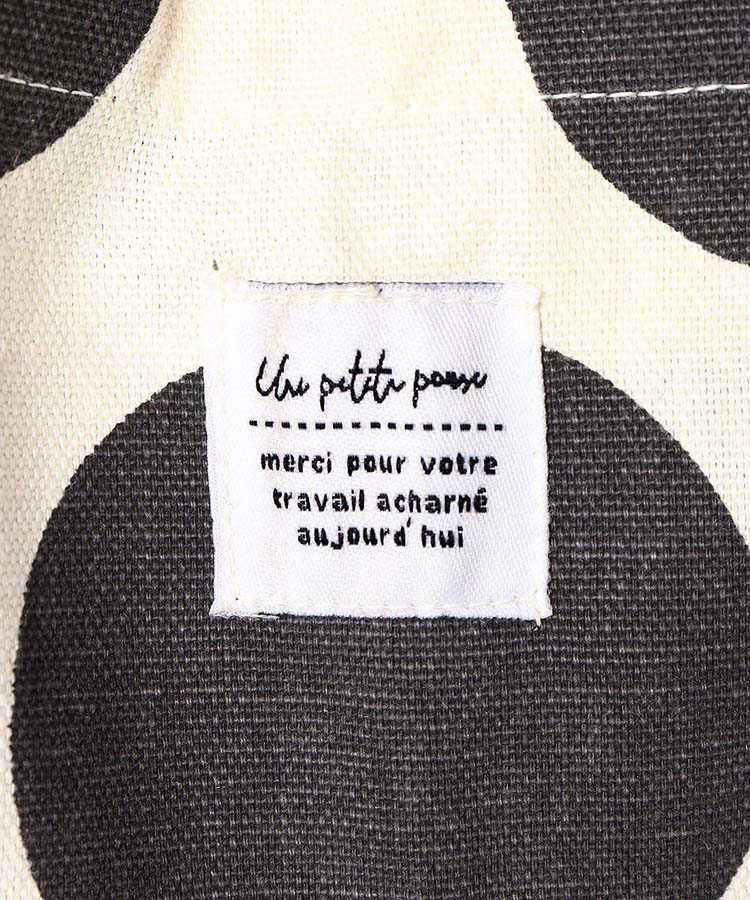 Une petite pause
merci pour votre
travail acharné
aujourd'hui